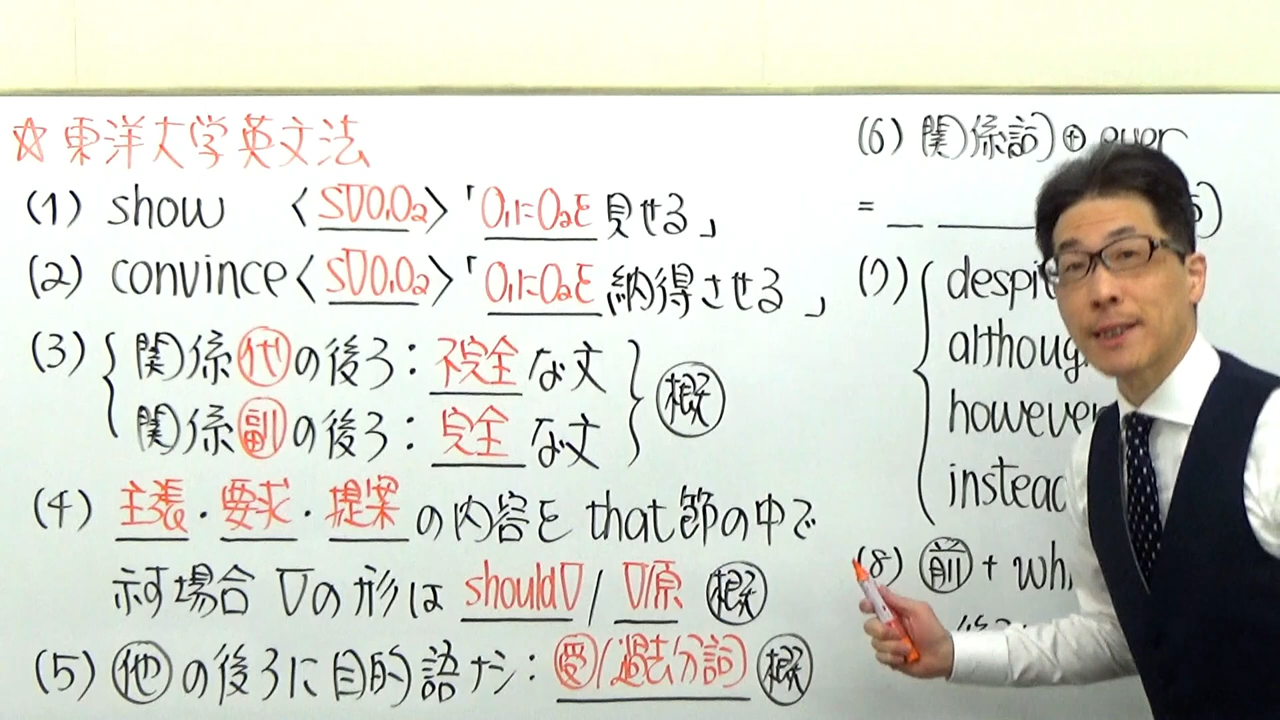 ☆東洋大学英文法
(1) show 〈SVO₁O₂〉「O₁にO₂を見せる」
(2) convince〈SVO₁O₂〉「O₁にO₂を納得させる」
(3) 関係代の後ろ：不完全な文
関係副の後ろ：完全な文 概
(4) 主張・要求・提案の内容をthat節の中で
示す場合 Vの形は shouldV / V原 概
(5) 他の後ろに目的語ナシ：受/過去分詞 概
(6) 関係詞⊕ever
=
(7) despi
althoug
however
instead
(8) 前 + wh